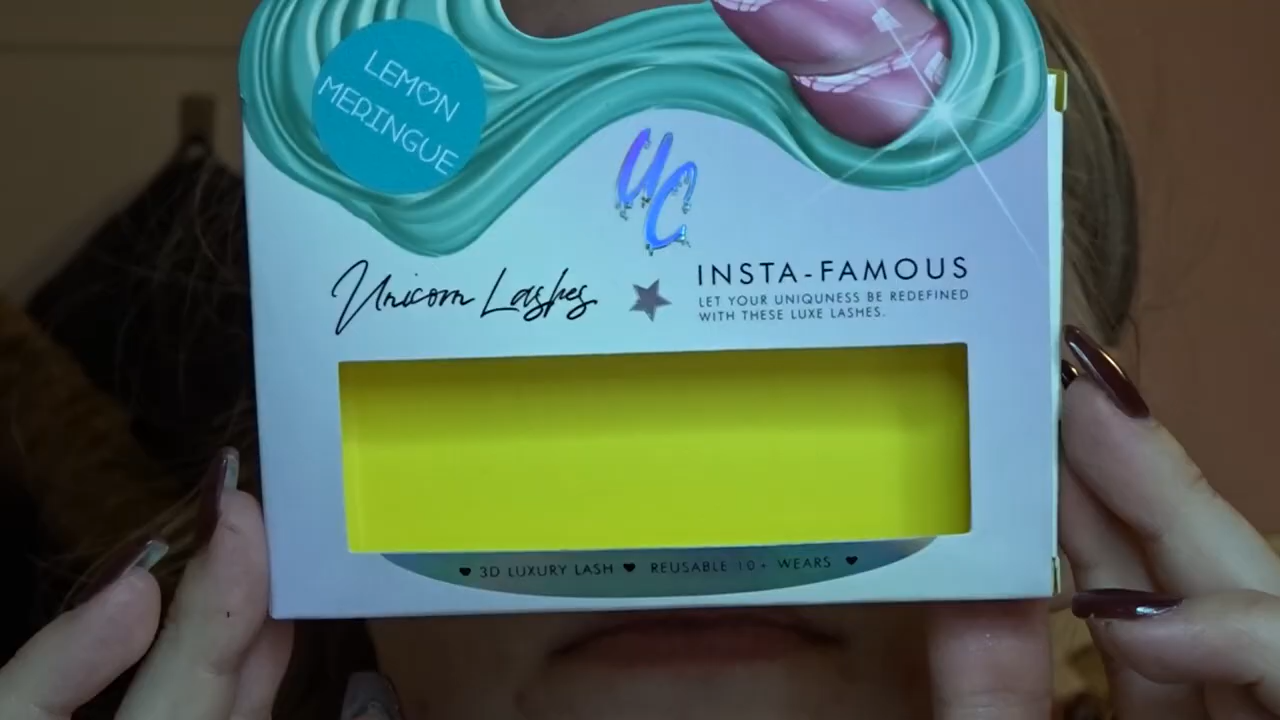 LEMON
MERINGUE
UC
Unicorn Lashes
INSTA-FAMOUS
LET YOUR UNIQUNESS BE REDEFINED
WITH THESE LUXE LASHES.
3D LUXURY LASH REUSABLE 10+ WEARS